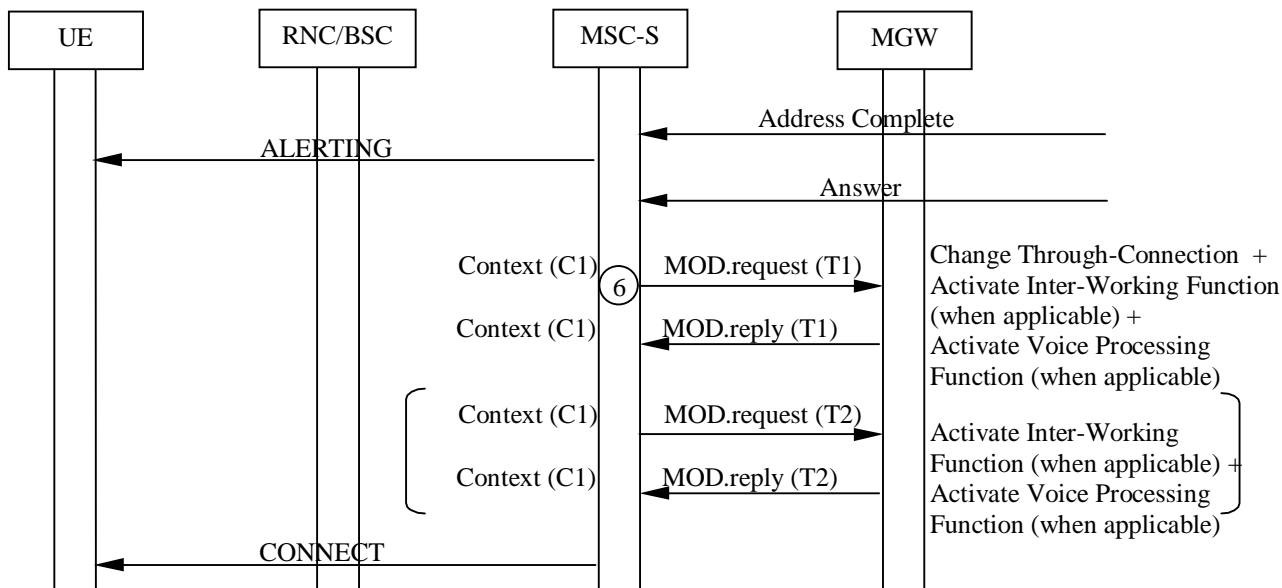 UE
RNC/BSC
MSC-S
MGW
Address Complete
ALERTING
Answer
Context (C1)
6
MOD.request (T1)
Change Through-Connection +
Activate Inter-Working Function
(when applicable) +
Activate Voice Processing
Function (when applicable)
Context (C1)
MOD.reply (T1)
Context (C1)
MOD.request (T2)
Activate Inter-Working
Function (when applicable) +
Activate Voice Processing
Function (when applicable)
Context (C1)
MOD.reply (T2)
CONNECT